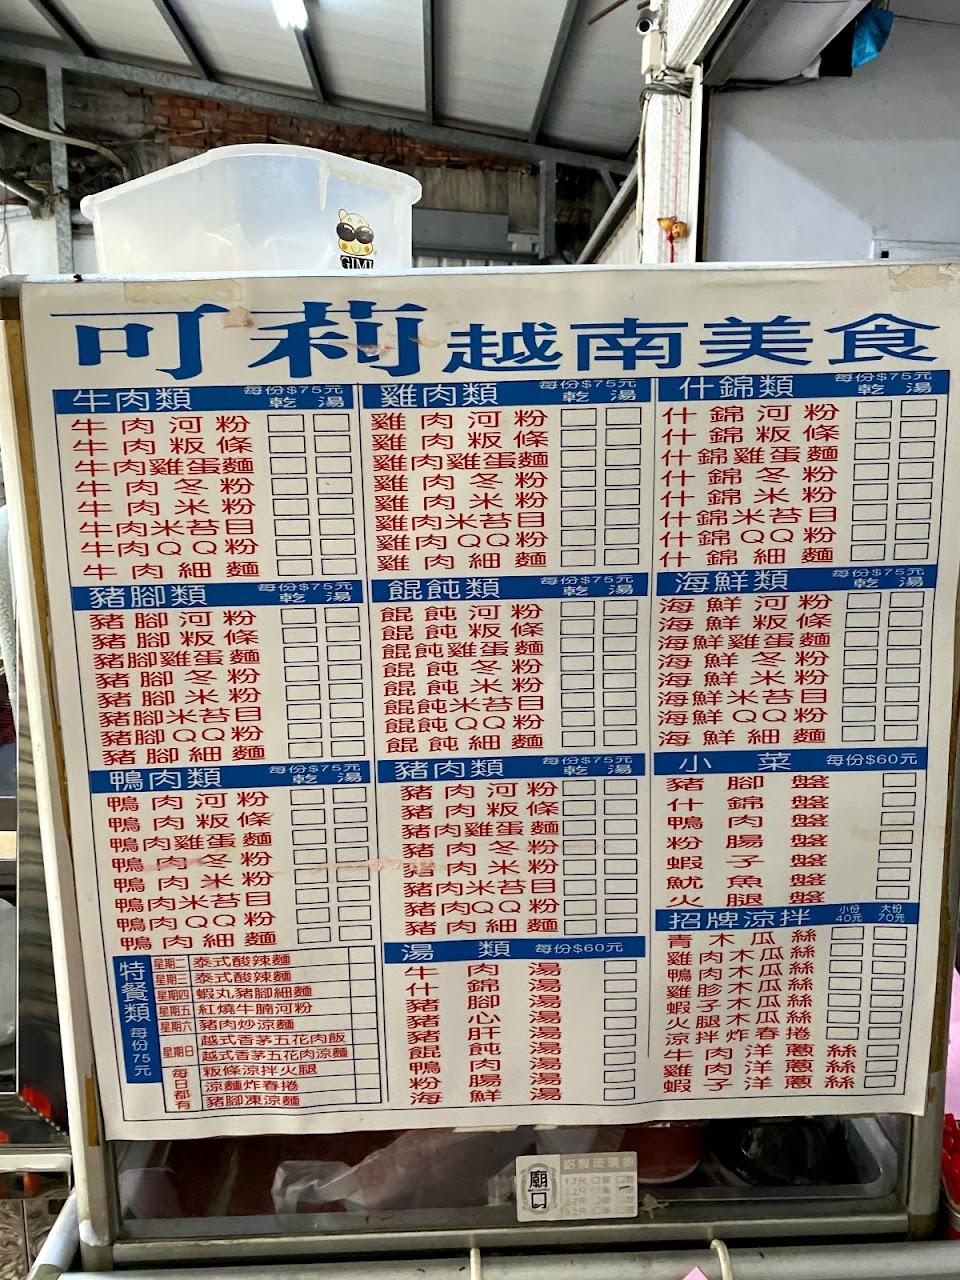 GIMI
可莉越南美食
牛肉類 每份$75元
乾 湯
牛肉河粉
牛肉粄條
牛肉雞蛋麵
牛肉冬粉
牛肉米粉
牛肉米苔目
牛肉QQ粉
牛肉細麵
雞肉類 每份$75元
乾 湯
雞肉河粉
雞肉粄條
雞肉雞蛋麵
雞肉冬粉
雞肉米粉
雞肉米苔目
雞肉QQ粉
雞肉細麵
什錦類 每份$75元
乾 湯
什錦河粉
什錦粄條
什錦雞蛋麵
什錦冬粉
什錦米粉
什錦米苔目
什錦QQ粉
什錦細麵
豬腳類 每份$75元
乾 湯
豬腳河粉
豬腳粄條
豬腳雞蛋麵
豬腳冬粉
豬腳米粉
豬腳米苔目
豬腳QQ粉
豬腳細麵
餛飩類 每份$75元
乾 湯
餛飩河粉
餛飩粄條
餛飩雞蛋麵
餛飩冬粉
餛飩米粉
餛飩米苔目
餛飩QQ粉
餛飩細麵
海鮮類 每份$75元
乾 湯
海鮮河粉
海鮮粄條
海鮮雞蛋麵
海鮮冬粉
海鮮米粉
海鮮米苔目
海鮮QQ粉
海鮮細麵
鴨肉類 每份$75元
乾 湯
鴨肉河粉
鴨肉粄條
鴨肉雞蛋麵
鴨肉冬粉
鴨肉米粉
鴨肉米苔目
鴨肉QQ粉
鴨肉細麵
豬肉類 每份$75元
乾 湯
豬肉河粉
豬肉粄條
豬肉雞蛋麵
豬肉冬粉
豬肉米粉
豬肉米苔目
豬肉QQ粉
豬肉細麵
小菜 每份$60元
豬腳盤
什錦盤
鴨肉盤
粉腸盤
蝦子盤
魷魚盤
火腿盤
特餐類 每份75元
星期二 泰式酸辣麵
星期三 泰式酸辣麵
星期四 蝦丸豬腳細麵
星期五 紅燒牛腩河粉
星期六 豬肉炒涼麵
星期日 越式香茅五花肉飯
越式香茅五花肉涼麵
每日都有 粄條涼拌火腿
涼麵炸春捲
豬腳凍涼麵
湯類 每份$60元
牛肉湯
什錦湯
豬腳湯
豬心湯
豬肝湯
餛飩湯
鴨肉湯
粉腸湯
海鮮湯
招牌涼拌 小份40元 大份70元
青木瓜絲
雞肉木瓜絲
鴨肉木瓜絲
雞胗木瓜絲
蝦子木瓜絲
火腿木瓜絲
涼拌炸春捲
牛肉洋蔥絲
雞肉洋蔥絲
蝦子洋蔥絲
廟口